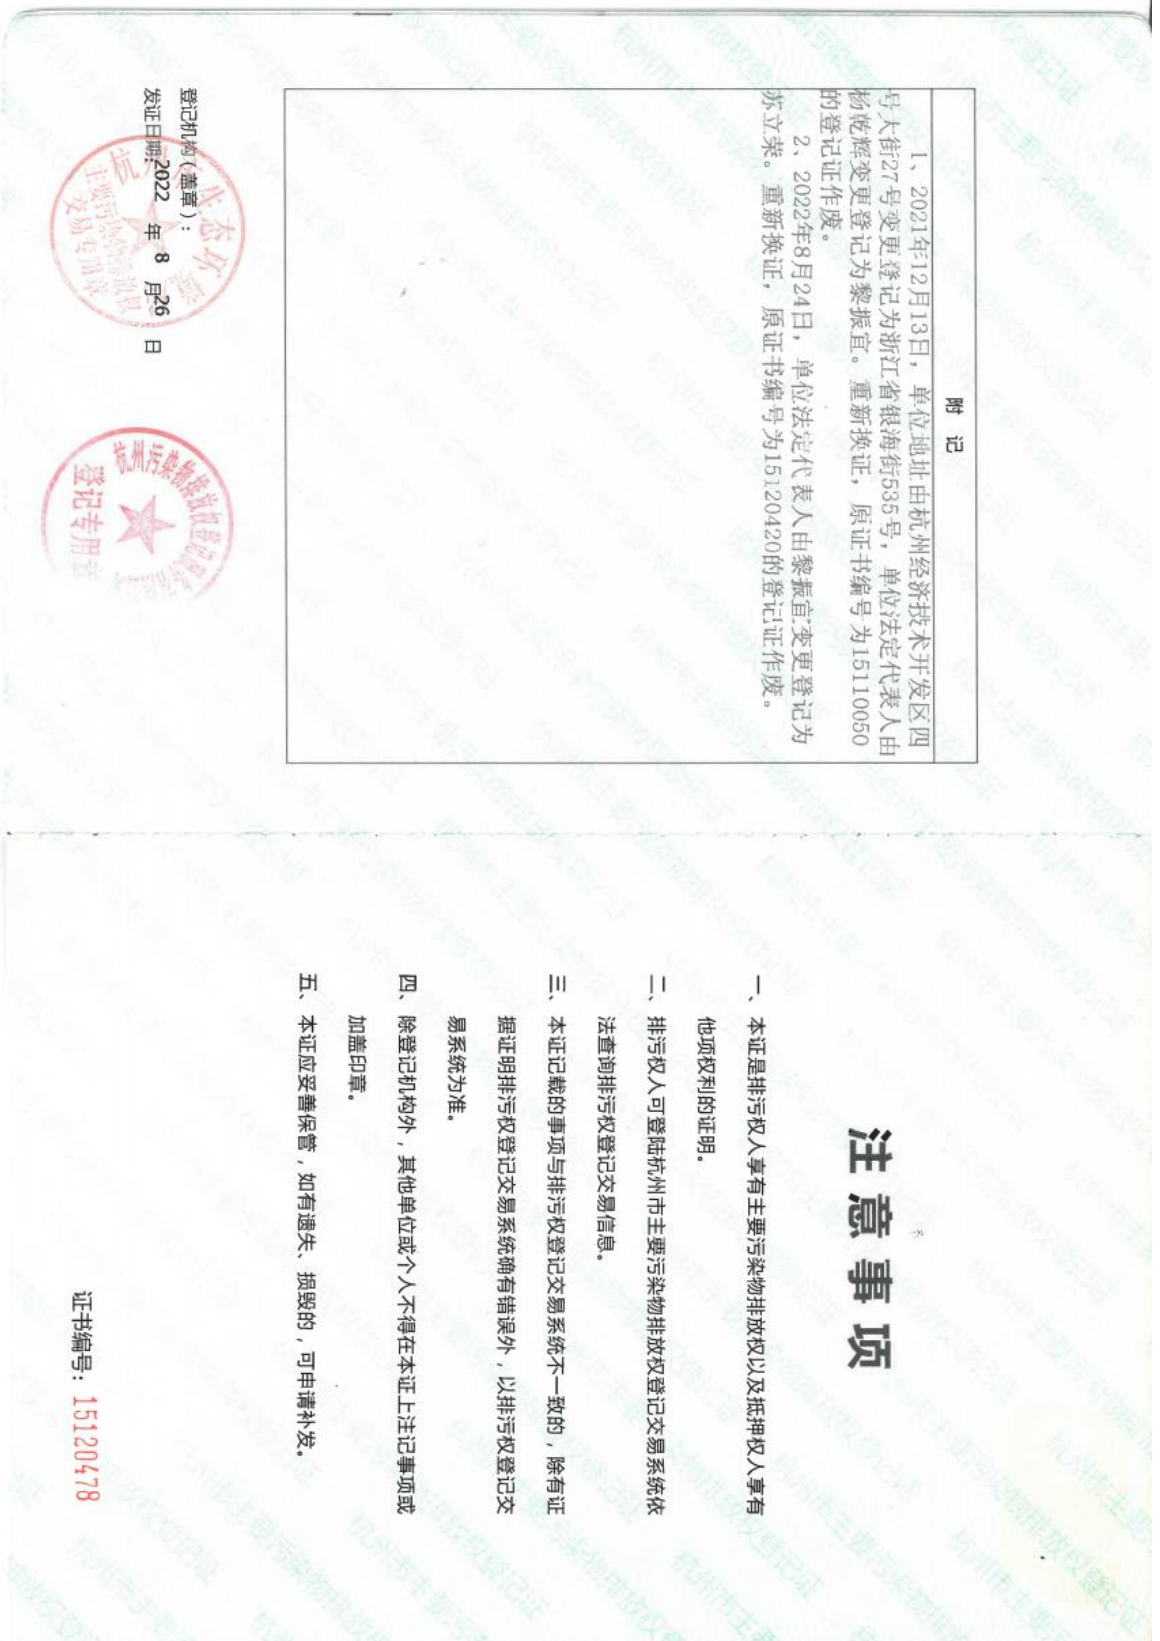 附 记
1、2021年12月13日，单位地址由杭州经济技术开发区四
号大街27号变更登记为浙江省银海街535号，单位法定代表人由
杨乾辉变更登记为黎振宜。重新换证，原证书编号为15110050
的登记证作废。
2、2022年8月24日，单位法定代表人由黎振宜变更登记为
苏立荣。重新换证，原证书编号为15120420的登记证作废。
登记机构（盖章）：
发证日期：2022 年 8 月 26 日
主要污染物排放权
交易专用章
杭州污染物排放权登记
登记专用章
注意事项
一、本证是排污权人享有主要污染物排放权以及抵押权人享有
他项权利的证明。
二、排污权人可登陆杭州市主要污染物排放权登记交易系统依
法查询排污权登记交易信息。
三、本证记载的事项与排污权登记交易系统不一致的，除有证
据证明排污权登记交易系统确有错误外，以排污权登记交
易系统为准。
四、除登记机构外，其他单位或个人不得在本证上注记事项或
加盖印章。
五、本证应妥善保管，如有遗失、损毁的，可申请补发。
证书编号：15120478